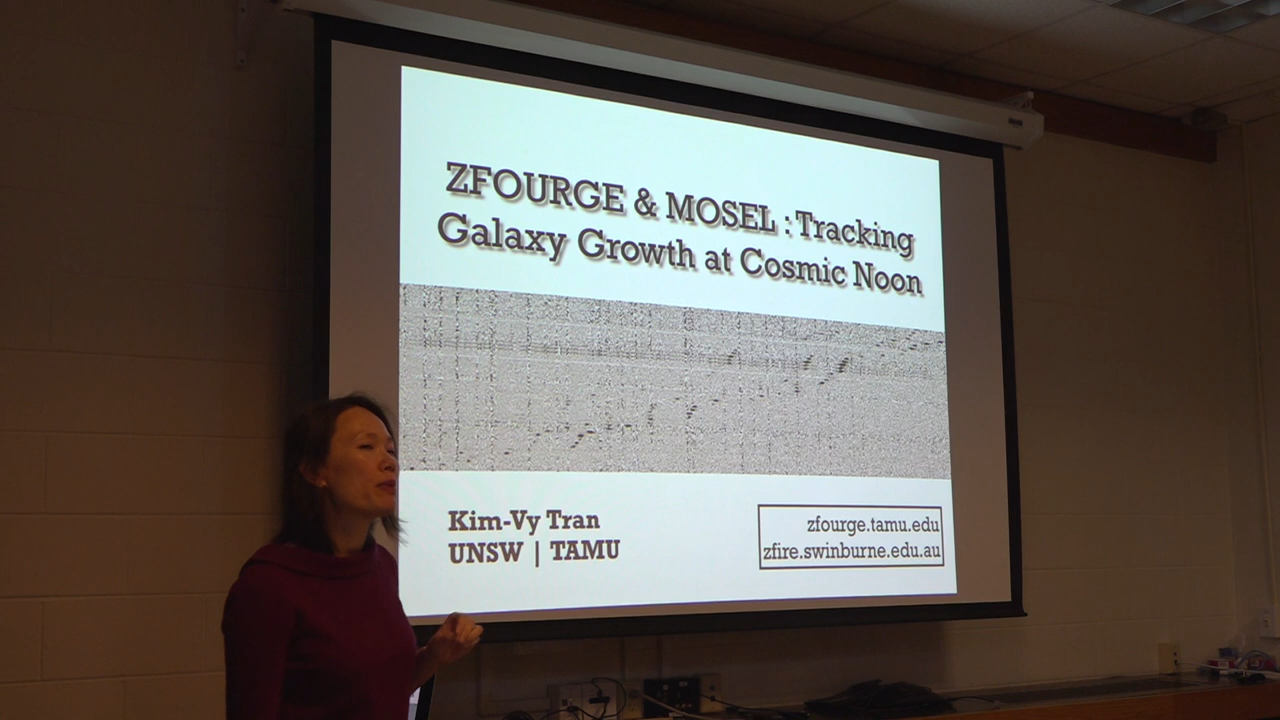 ZFOURGE & MOSEL : Tracking
Galaxy Growth at Cosmic Noon
Kim-Vy Tran
UNSW | TAMU
zfourge.tamu.edu
zfire.swinburne.edu.au